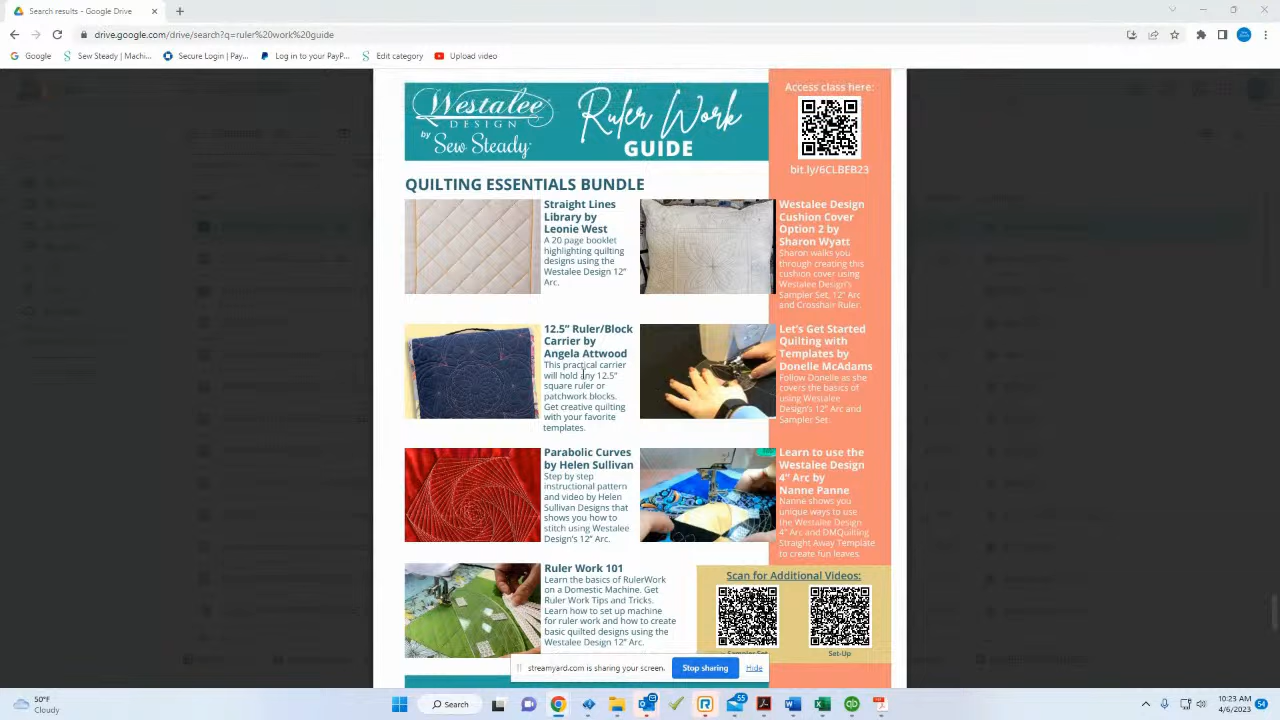 Search results - Google Drive
drive.google.com/drive/search?q=ruler%20work%20guide
Google
Sew Steady | Machi...
Secure Login | Pay...
Log in to your PayP...
Edit category
Upload video
Westalee
DESIGN
by Sew Steady
Ruler Work
GUIDE
Access class here:
bit.ly/6CLBEB23
QUILTING ESSENTIALS BUNDLE
Straight Lines
Library by
Leonie West
A 20 page booklet
highlighting quilting
designs using the
Westalee Design 12"
Arc.
Westalee Design
Cushion Cover
Option 2 by
Sharon Wyatt
Sharon walks you
through creating this
cushion cover using
Westalee Design's
Sampler Set, 12" Arc
and Crosshair Ruler.
12.5" Ruler/Block
Carrier by
Angela Attwood
This practical carrier
will hold any 12.5"
square ruler or
patchwork blocks.
Get creative quilting
with your favorite
templates.
Let's Get Started
Quilting with
Templates by
Donelle McAdams
Follow Donelle as she
covers the basics of
using Westalee
Design's 12" Arc and
Sampler Set.
Parabolic Curves
by Helen Sullivan
Step by step
instructional pattern
and video by Helen
Sullivan Designs that
shows you how to
stitch using Westalee
Design's 12" Arc.
Learn to use the
Westalee Design
4" Arc by
Nanne Panne
Nanne shows you
unique ways to use
the Westalee Design
4" Arc and DMQuilting
Straight Away Template
to create fun leaves.
Ruler Work 101
Learn the basics of RulerWork
on a Domestic Machine. Get
Ruler Work Tips and Tricks.
Learn how to set up machine
for ruler work and how to create
basic quilted designs using the
Westalee Design 12" Arc.
Scan for Additional Videos:
Sampler Set
Set-Up
streamyard.com is sharing your screen.
Stop sharing
Hide
50°F
Cloudy
Search
55
10:23 AM
4/6/2023
54